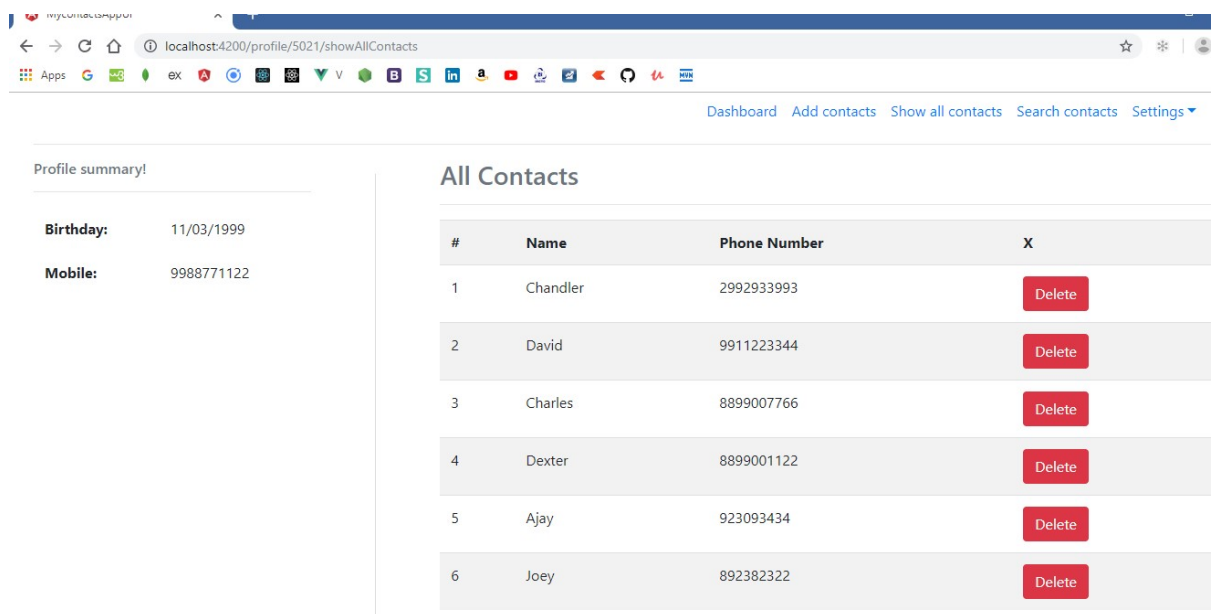 MycontactsAppUI
localhost:4200/profile/5021/showAllContacts
Apps G ex V B S in a
Dashboard Add contacts Show all contacts Search contacts Settings
Profile summary!
Birthday: 11/03/1999
Mobile: 9988771122
All Contacts
# Name Phone Number X
1 Chandler 2992933993 Delete
2 David 9911223344 Delete
3 Charles 8899007766 Delete
4 Dexter 8899001122 Delete
5 Ajay 923093434 Delete
6 Joey 892382322 Delete